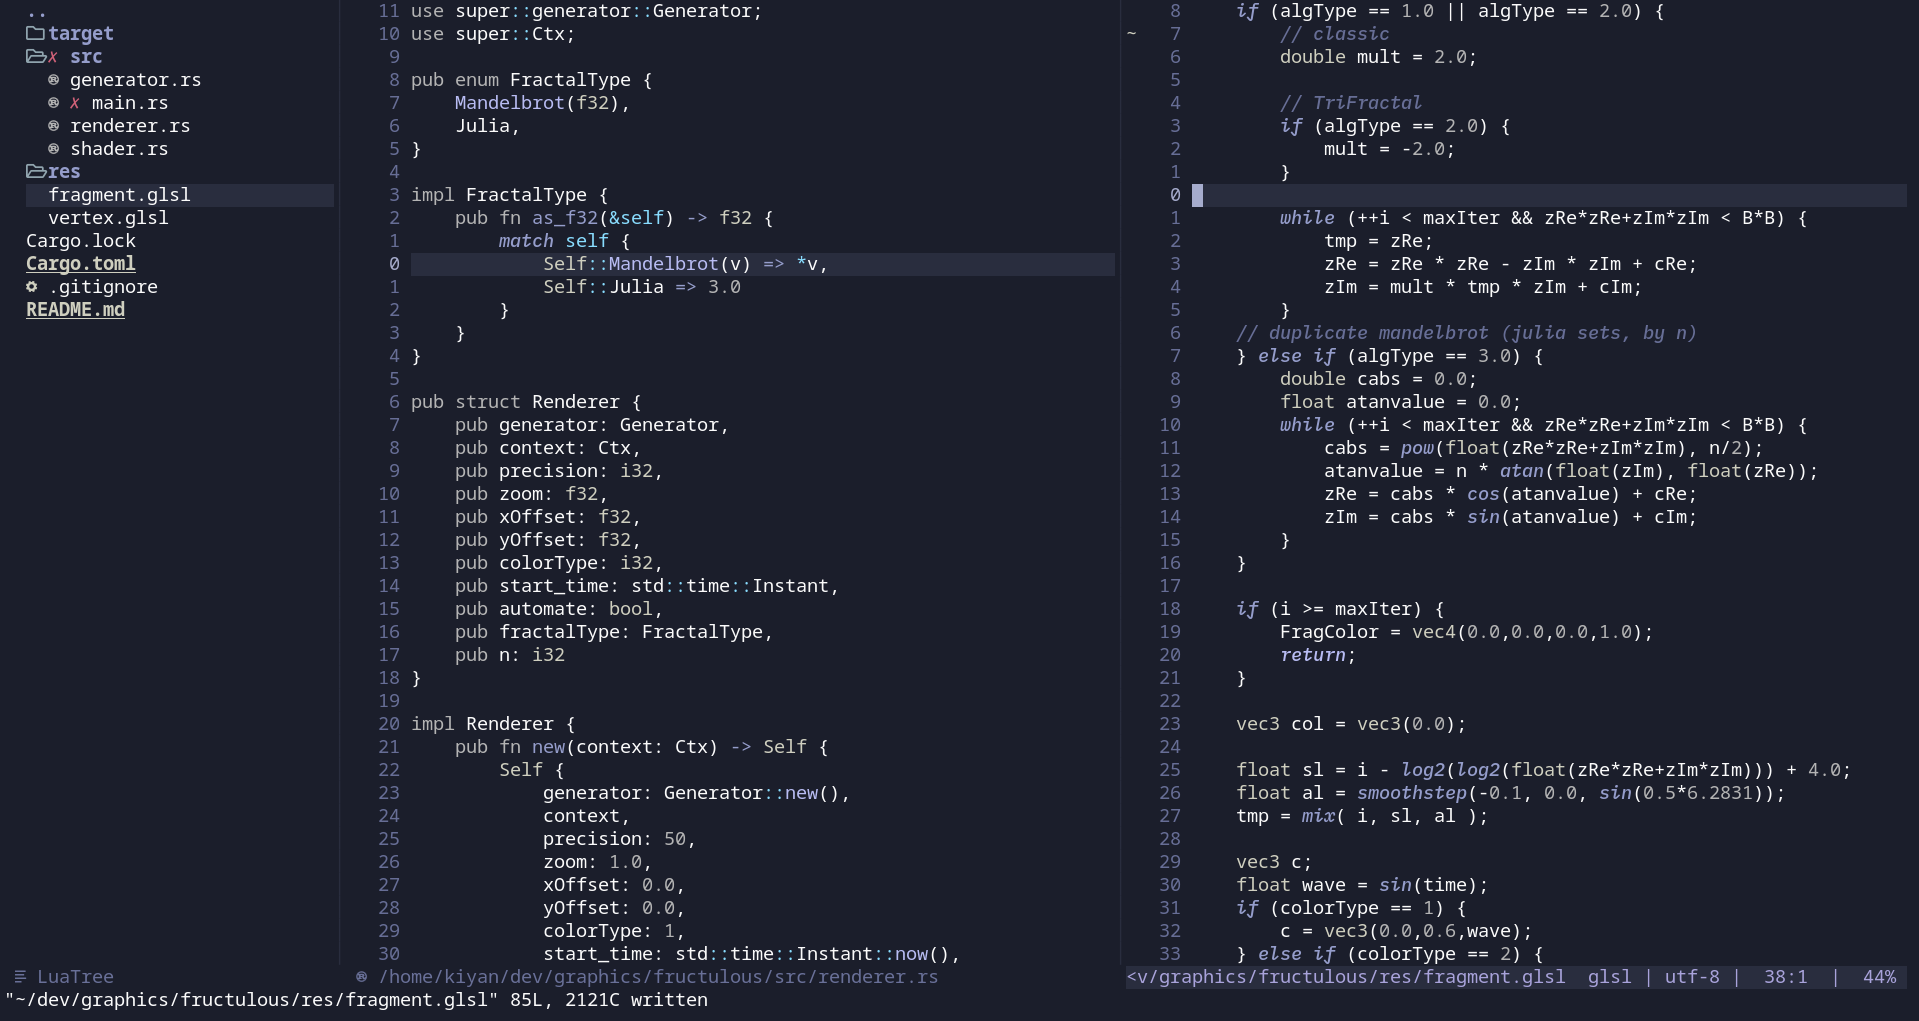 ..
target
✗ src
generator.rs
✗ main.rs
renderer.rs
shader.rs
res
fragment.glsl
vertex.glsl
Cargo.lock
Cargo.toml
.gitignore
README.md
11 use super::generator::Generator;
10 use super::Ctx;
9
8 pub enum FractalType {
7     Mandelbrot(f32),
6     Julia,
5 }
4
3 impl FractalType {
2     pub fn as_f32(&self) -> f32 {
1         match self {
0             Self::Mandelbrot(v) => *v,
1             Self::Julia => 3.0
2         }
3     }
4 }
5
6 pub struct Renderer {
7     pub generator: Generator,
8     pub context: Ctx,
9     pub precision: i32,
10     pub zoom: f32,
11     pub xOffset: f32,
12     pub yOffset: f32,
13     pub colorType: i32,
14     pub start_time: std::time::Instant,
15     pub automate: bool,
16     pub fractalType: FractalType,
17     pub n: i32
18 }
19
20 impl Renderer {
21     pub fn new(context: Ctx) -> Self {
22         Self {
23             generator: Generator::new(),
24             context,
25             precision: 50,
26             zoom: 1.0,
27             xOffset: 0.0,
28             yOffset: 0.0,
29             colorType: 1,
30             start_time: std::time::Instant::now(),
8     if (algType == 1.0 || algType == 2.0) {
~ 7         // classic
6         double mult = 2.0;
5
4         // TriFractal
3         if (algType == 2.0) {
2             mult = -2.0;
1         }
0
1         while (++i < maxIter && zRe*zRe+zIm*zIm < B*B) {
2             tmp = zRe;
3             zRe = zRe * zRe - zIm * zIm + cRe;
4             zIm = mult * tmp * zIm + cIm;
5         }
6     // duplicate mandelbrot (julia sets, by n)
7     } else if (algType == 3.0) {
8         double cabs = 0.0;
9         float atanvalue = 0.0;
10         while (++i < maxIter && zRe*zRe+zIm*zIm < B*B) {
11             cabs = pow(float(zRe*zRe+zIm*zIm), n/2);
12             atanvalue = n * atan(float(zIm), float(zRe));
13             zRe = cabs * cos(atanvalue) + cRe;
14             zIm = cabs * sin(atanvalue) + cIm;
15         }
16     }
17
18     if (i >= maxIter) {
19         FragColor = vec4(0.0,0.0,0.0,1.0);
20         return;
21     }
22
23     vec3 col = vec3(0.0);
24
25     float sl = i - log2(log2(float(zRe*zRe+zIm*zIm))) + 4.0;
26     float al = smoothstep(-0.1, 0.0, sin(0.5*6.2831));
27     tmp = mix( i, sl, al );
28
29     vec3 c;
30     float wave = sin(time);
31     if (colorType == 1) {
32         c = vec3(0.0,0.6,wave);
33     } else if (colorType == 2) {
LuaTree
/home/kiyan/dev/graphics/fructulous/src/renderer.rs
<v/graphics/fructulous/res/fragment.glsl  glsl | utf-8 |  38:1  |  44%
"~/dev/graphics/fructulous/res/fragment.glsl" 85L, 2121C written